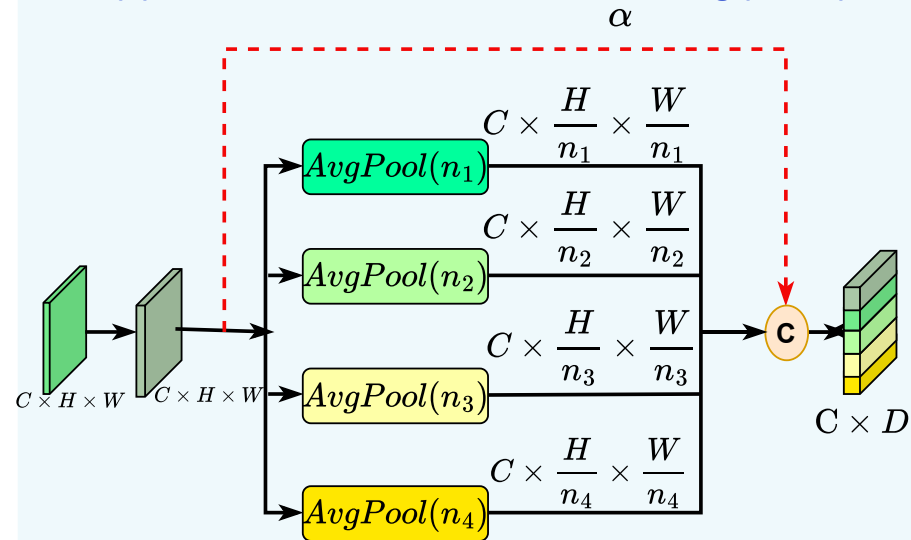 α
C × H/n₁ × W/n₁
AvgPool(n₁)
C × H/n₂ × W/n₂
AvgPool(n₂)
C × H/n₃ × W/n₃
AvgPool(n₃)
C × H/n₄ × W/n₄
AvgPool(n₄)
C × H × W
C × H × W
C
C × D